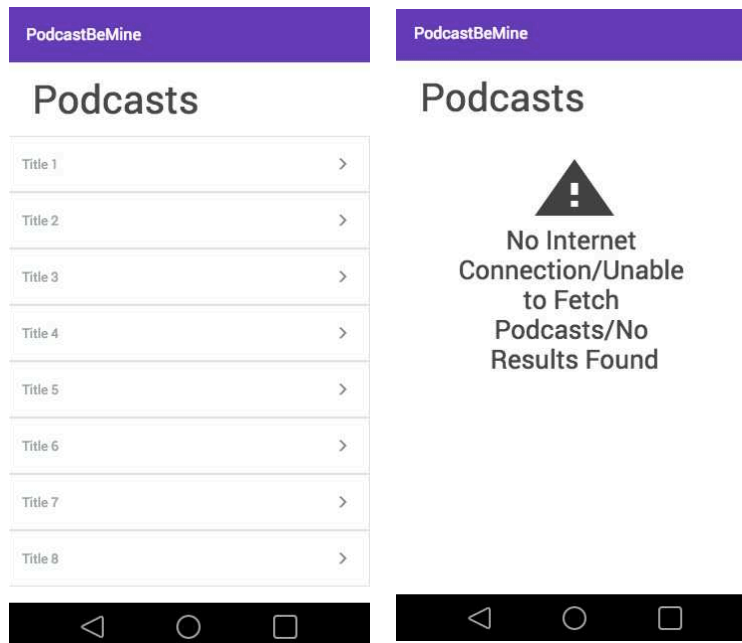 PodcastBeMine
Podcasts
Title 1
Title 2
Title 3
Title 4
Title 5
Title 6
Title 7
Title 8
PodcastBeMine
Podcasts
No Internet
Connection/Unable
to Fetch
Podcasts/No
Results Found